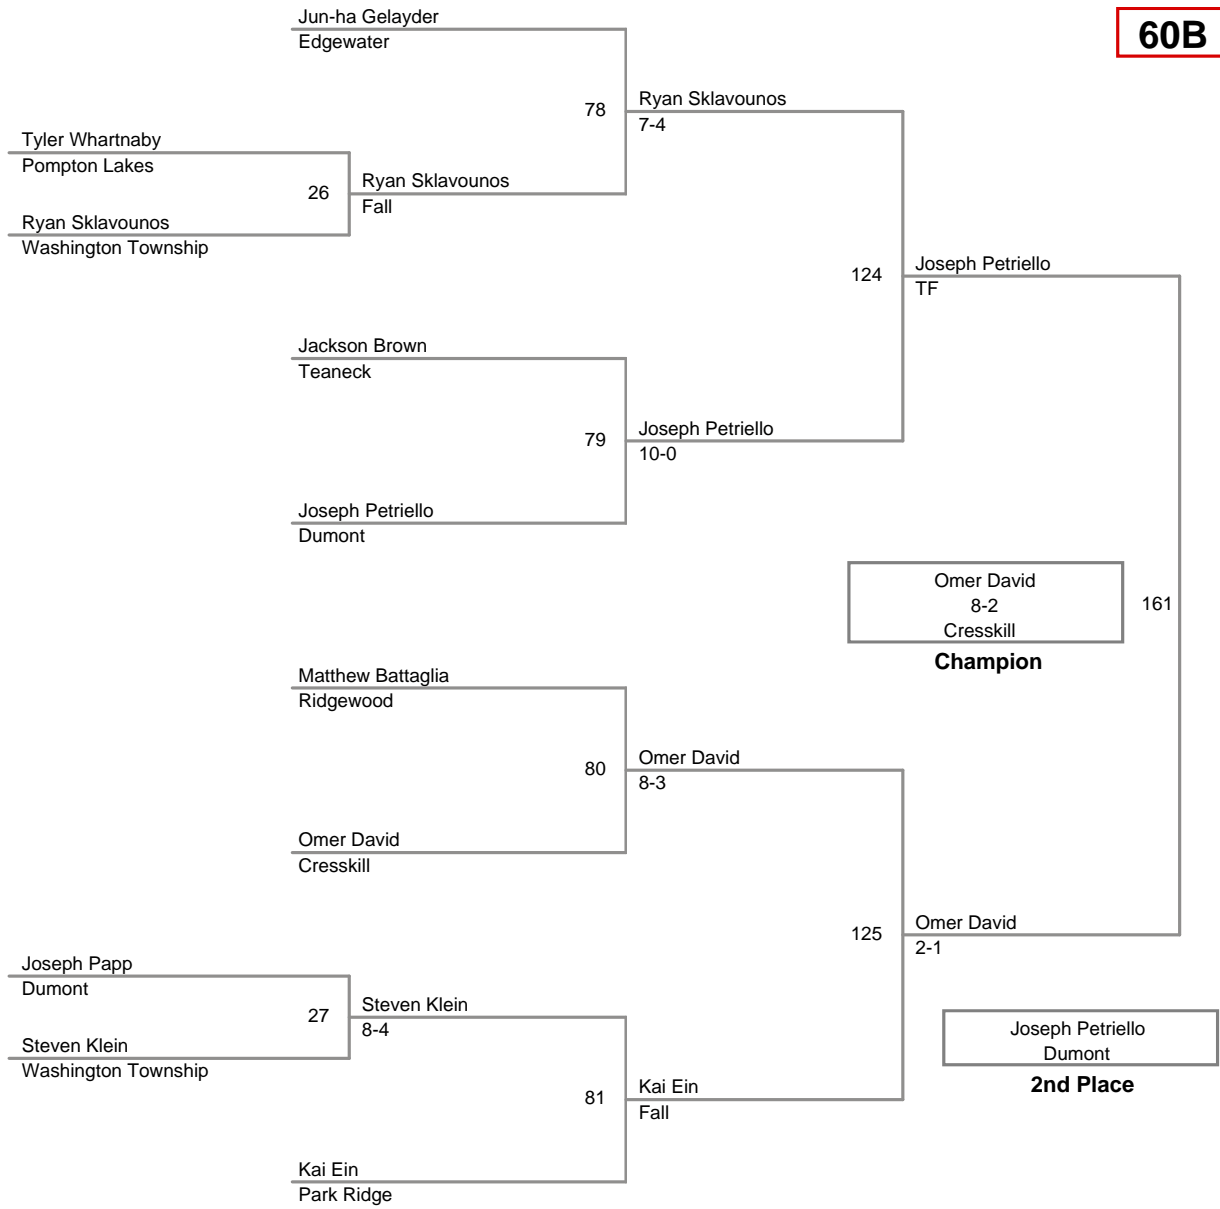 Jun-ha Gelayder
Edgewater
60B
78
Ryan Sklavounos
7-4
Tyler Whartnaby
Pompton Lakes
26
Ryan Sklavounos
Fall
Ryan Sklavounos
Washington Township
124
Joseph Petriello
TF
Jackson Brown
Teaneck
79
Joseph Petriello
10-0
Joseph Petriello
Dumont
Omer David
8-2
Cresskill
161
Champion
Matthew Battaglia
Ridgewood
80
Omer David
8-3
Omer David
Cresskill
125
Omer David
2-1
Joseph Papp
Dumont
27
Steven Klein
8-4
Steven Klein
Washington Township
Joseph Petriello
Dumont
2nd Place
81
Kai Ein
Fall
Kai Ein
Park Ridge